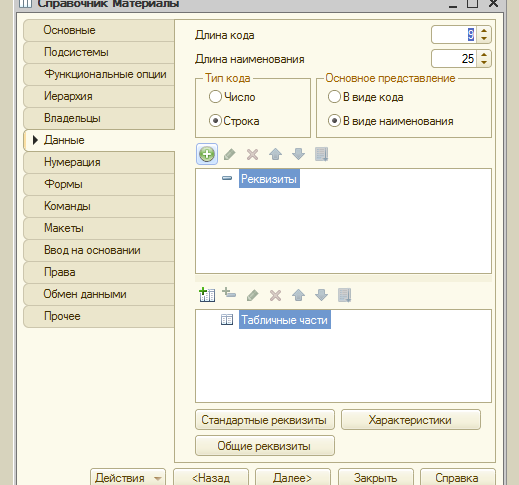 Справочник Материалы
Основные
Подсистемы
Функциональные опции
Иерархия
Владельцы
Данные
Нумерация
Формы
Команды
Макеты
Ввод на основании
Права
Обмен данными
Прочее
Длина кода 9
Длина наименования 25
Тип кода
Число
Строка
Основное представление
В виде кода
В виде наименования
Реквизиты
Табличные части
Стандартные реквизиты Характеристики
Общие реквизиты
Действия <Назад Далее> Закрыть Справка